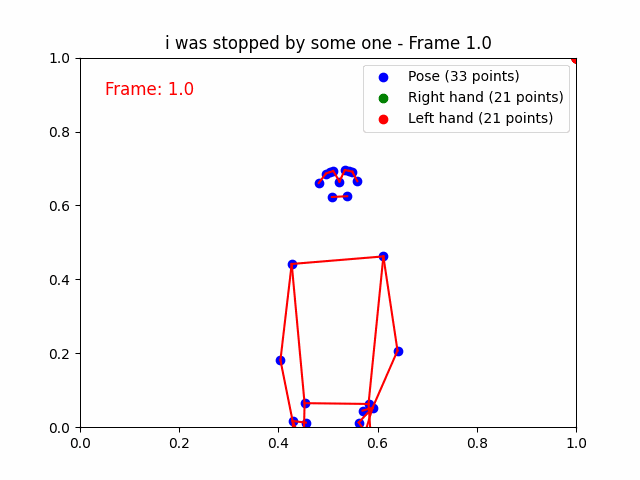 i was stopped by some one - Frame 1.0
Frame: 1.0
Pose (33 points)
Right hand (21 points)
Left hand (21 points)
1.0
0.8
0.6
0.4
0.2
0.0
0.0 0.2 0.4 0.6 0.8 1.0